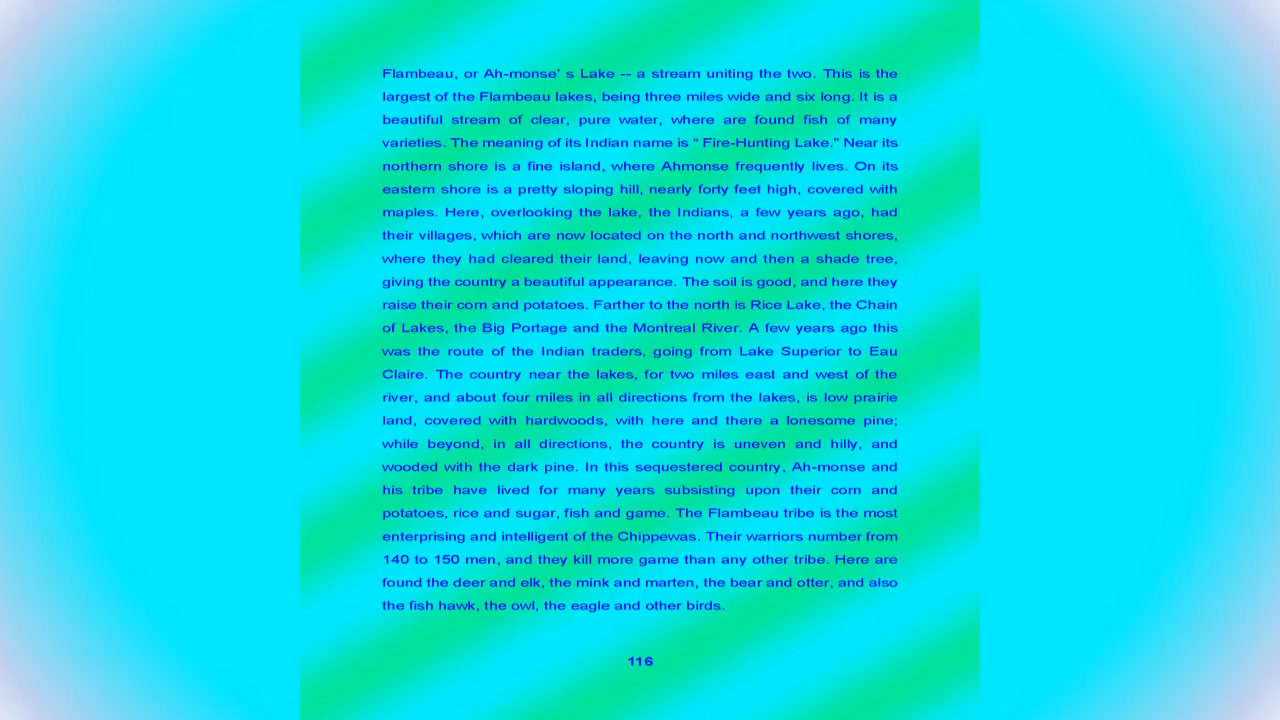 Flambeau, or Ah-monse' s Lake -- a stream uniting the two. This is the
largest of the Flambeau lakes, being three miles wide and six long. It is a
beautiful stream of clear, pure water, where are found fish of many
varieties. The meaning of its Indian name is “ Fire-Hunting Lake.” Near its
northern shore is a fine island, where Ahmonse frequently lives. On its
eastern shore is a pretty sloping hill, nearly forty feet high, covered with
maples. Here, overlooking the lake, the Indians, a few years ago, had
their villages, which are now located on the north and northwest shores,
where they had cleared their land, leaving now and then a shade tree,
giving the country a beautiful appearance. The soil is good, and here they
raise their corn and potatoes. Farther to the north is Rice Lake, the Chain
of Lakes, the Big Portage and the Montreal River. A few years ago this
was the route of the Indian traders, going from Lake Superior to Eau
Claire. The country near the lakes, for two miles east and west of the
river, and about four miles in all directions from the lakes, is low prairie
land, covered with hardwoods, with here and there a lonesome pine;
while beyond, in all directions, the country is uneven and hilly, and
wooded with the dark pine. In this sequestered country, Ah-monse and
his tribe have lived for many years subsisting upon their corn and
potatoes, rice and sugar, fish and game. The Flambeau tribe is the most
enterprising and intelligent of the Chippewas. Their warriors number from
140 to 150 men, and they kill more game than any other tribe. Here are
found the deer and elk, the mink and marten, the bear and otter, and also
the fish hawk, the owl, the eagle and other birds.
116